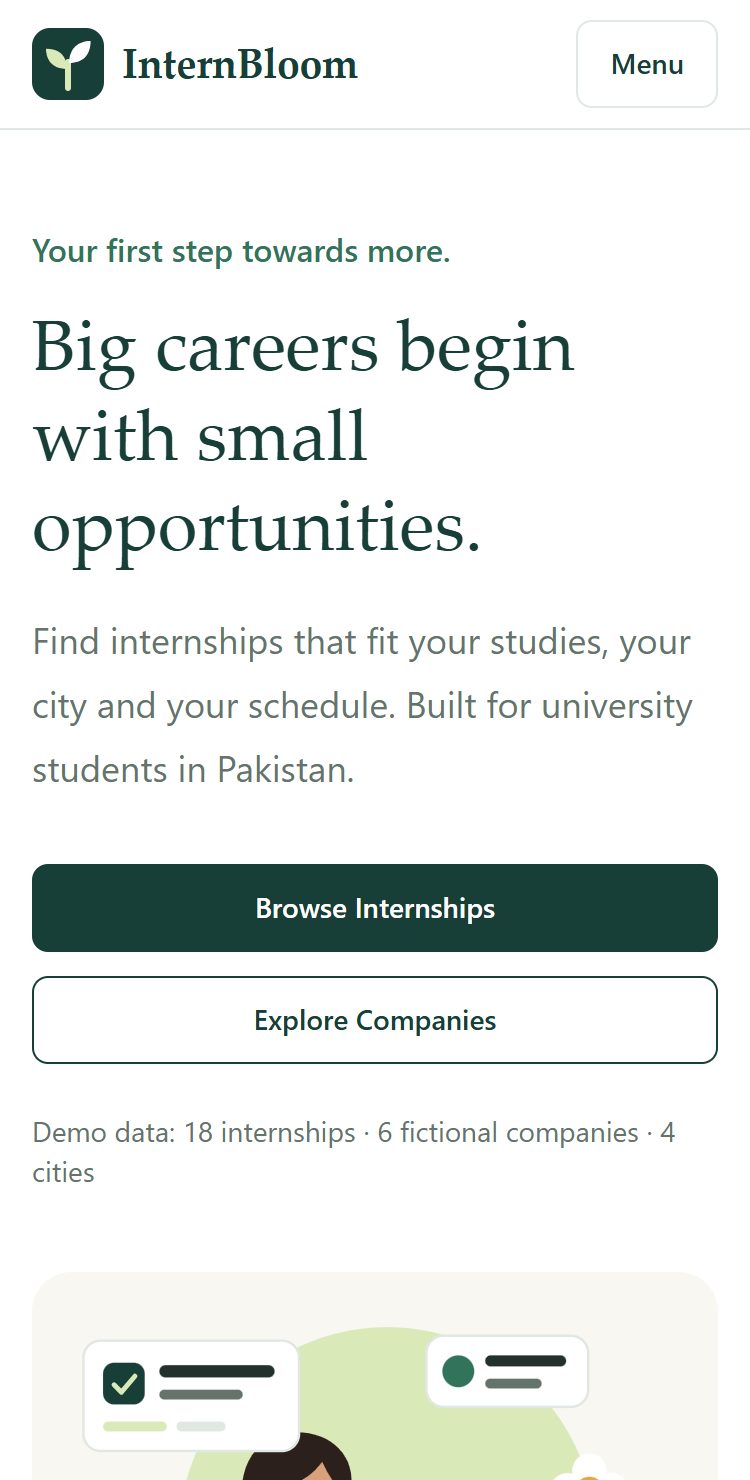 InternBloom
Menu
Your first step towards more.
Big careers begin
with small
opportunities.
Find internships that fit your studies, your
city and your schedule. Built for university
students in Pakistan.
Browse Internships
Explore Companies
Demo data: 18 internships · 6 fictional companies · 4
cities